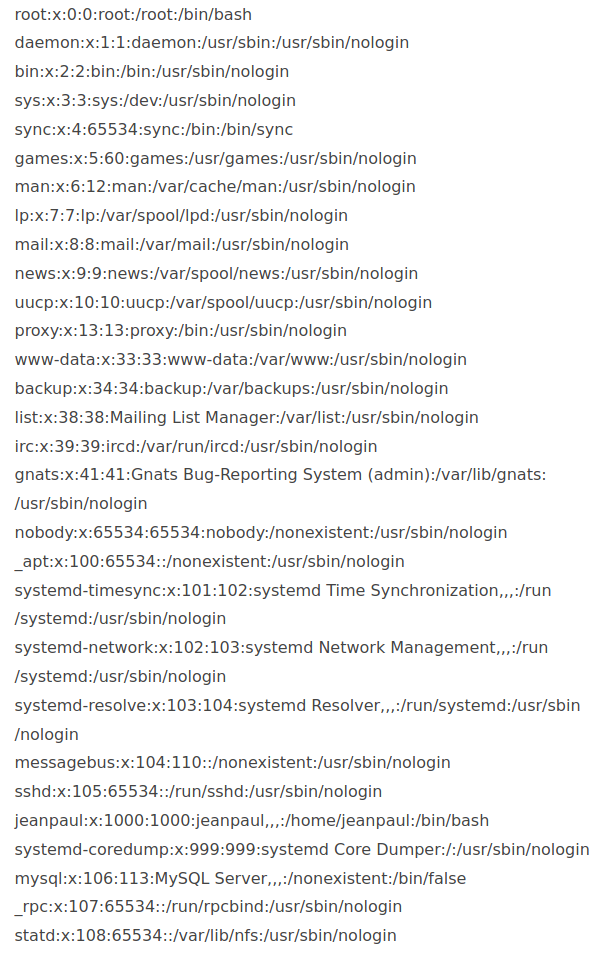 root:x:0:0:root:/root:/bin/bash
daemon:x:1:1:daemon:/usr/sbin:/usr/sbin/nologin
bin:x:2:2:bin:/bin:/usr/sbin/nologin
sys:x:3:3:sys:/dev:/usr/sbin/nologin
sync:x:4:65534:sync:/bin:/bin/sync
games:x:5:60:games:/usr/games:/usr/sbin/nologin
man:x:6:12:man:/var/cache/man:/usr/sbin/nologin
lp:x:7:7:lp:/var/spool/lpd:/usr/sbin/nologin
mail:x:8:8:mail:/var/mail:/usr/sbin/nologin
news:x:9:9:news:/var/spool/news:/usr/sbin/nologin
uucp:x:10:10:uucp:/var/spool/uucp:/usr/sbin/nologin
proxy:x:13:13:proxy:/bin:/usr/sbin/nologin
www-data:x:33:33:www-data:/var/www:/usr/sbin/nologin
backup:x:34:34:backup:/var/backups:/usr/sbin/nologin
list:x:38:38:Mailing List Manager:/var/list:/usr/sbin/nologin
irc:x:39:39:ircd:/var/run/ircd:/usr/sbin/nologin
gnats:x:41:41:Gnats Bug-Reporting System (admin):/var/lib/gnats:
/usr/sbin/nologin
nobody:x:65534:65534:nobody:/nonexistent:/usr/sbin/nologin
_apt:x:100:65534::/nonexistent:/usr/sbin/nologin
systemd-timesync:x:101:102:systemd Time Synchronization,,,:/run
/systemd:/usr/sbin/nologin
systemd-network:x:102:103:systemd Network Management,,,:/run
/systemd:/usr/sbin/nologin
systemd-resolve:x:103:104:systemd Resolver,,,:/run/systemd:/usr/sbin
/nologin
messagebus:x:104:110::/nonexistent:/usr/sbin/nologin
sshd:x:105:65534::/run/sshd:/usr/sbin/nologin
jeanpaul:x:1000:1000:jeanpaul,,,:/home/jeanpaul:/bin/bash
systemd-coredump:x:999:999:systemd Core Dumper:/:/usr/sbin/nologin
mysql:x:106:113:MySQL Server,,,:/nonexistent:/bin/false
_rpc:x:107:65534::/run/rpcbind:/usr/sbin/nologin
statd:x:108:65534::/var/lib/nfs:/usr/sbin/nologin